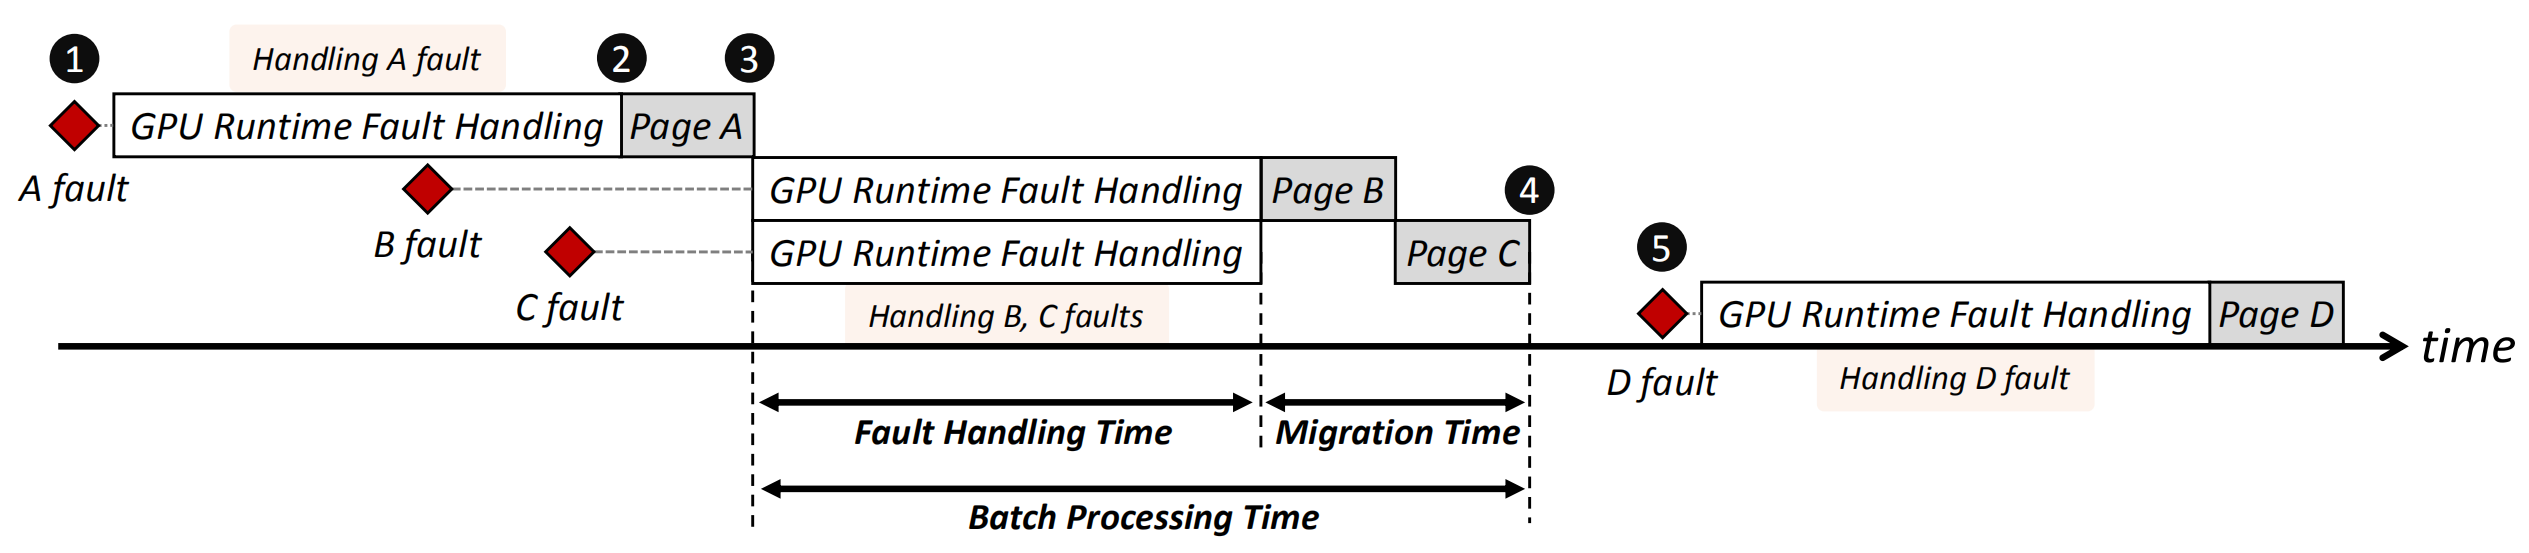 1
Handling A fault
2
3
GPU Runtime Fault Handling
Page A
A fault
B fault
GPU Runtime Fault Handling
Page B
4
C fault
GPU Runtime Fault Handling
Page C
5
Handling B, C faults
GPU Runtime Fault Handling
Page D
time
D fault
Handling D fault
Fault Handling Time
Migration Time
Batch Processing Time